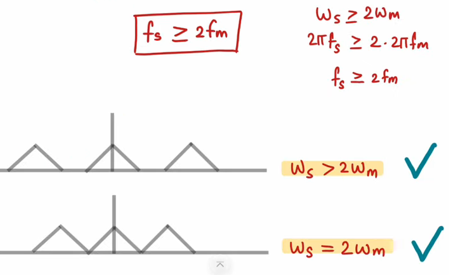 fs ≥ 2fm
ws ≥ 2wm
2πfs ≥ 2 · 2πfm
fs ≥ 2fm
ws > 2wm
ws = 2wm